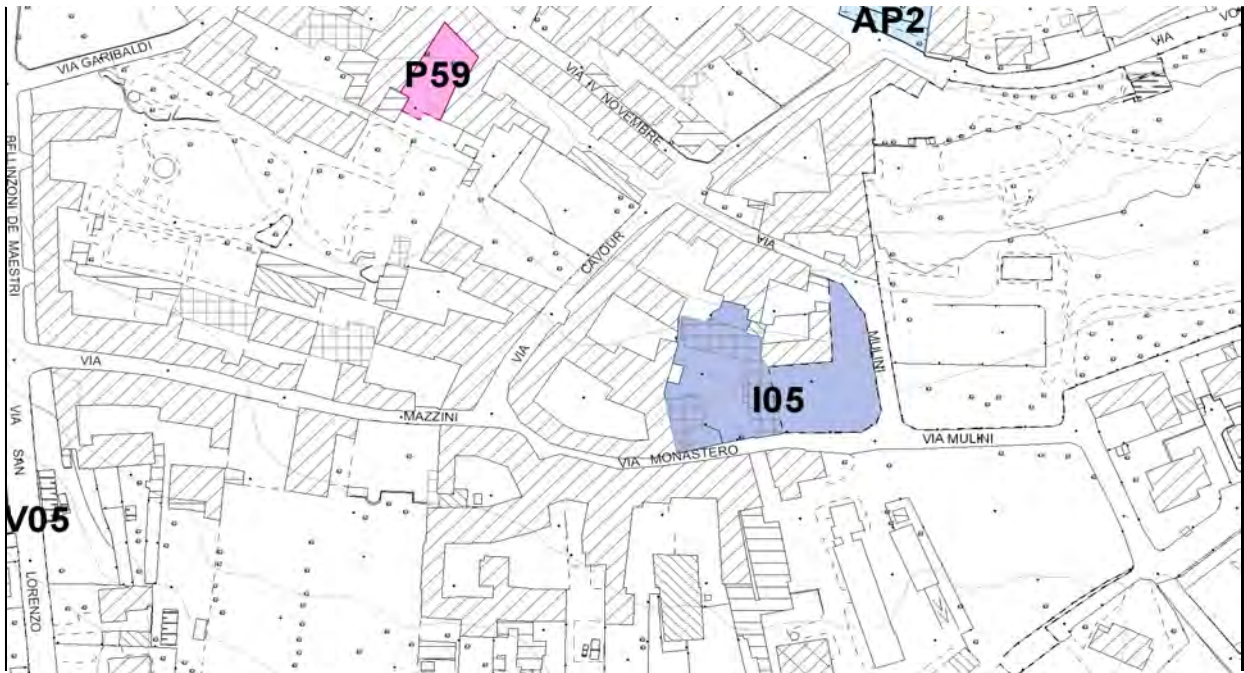 AP2
VIA
VO
VIA GARIBALDI
P59
VIA IV NOVEMBRE
BELLINZONI DE MAESTRI
CAVOUR
VIA
VIA
MULINI
VIA
MAZZINI
I05
VIA MULINI
VIA MONASTERO
VIA
SAN
LORENZO
V05